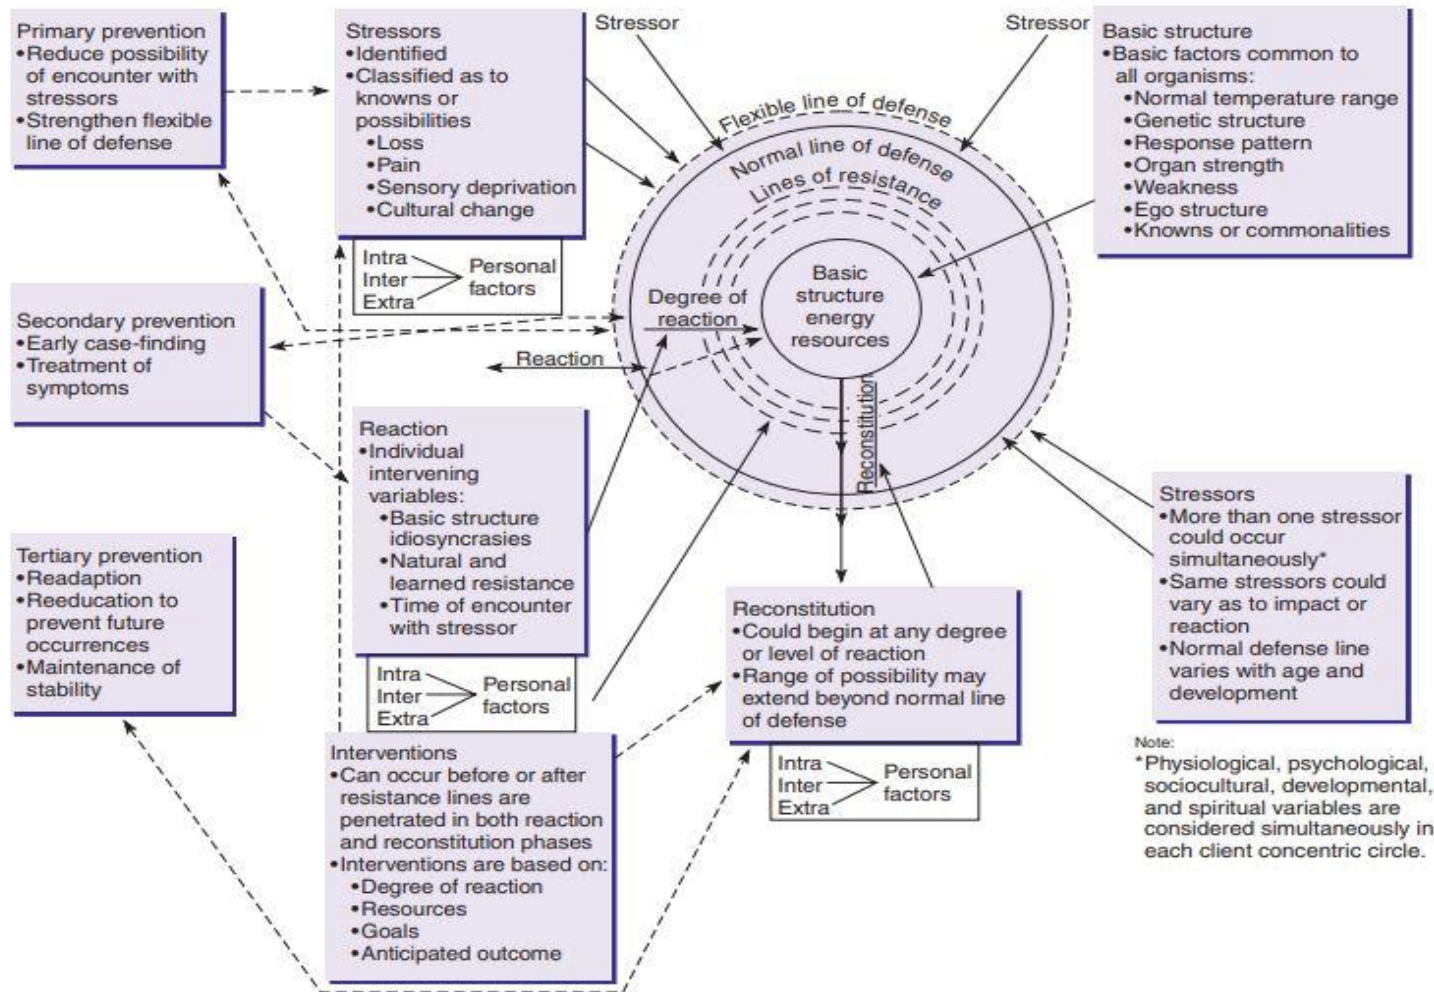 Primary prevention
•Reduce possibility
of encounter with
stressors
•Strengthen flexible
line of defense
Stressors
•Identified
•Classified as to
knowns or
possibilities
•Loss
•Pain
•Sensory deprivation
•Cultural change
Intra
Inter
Extra
Personal
factors
Stressor
Stressor
Basic structure
•Basic factors common to
all organisms:
•Normal temperature range
•Genetic structure
•Response pattern
•Organ strength
•Weakness
•Ego structure
•Knowns or commonalities
Flexible line of defense
Normal line of defense
Lines of resistance
Basic
structure
energy
resources
Degree of
reaction
Reaction
Reconstitution
Secondary prevention
•Early case-finding
•Treatment of
symptoms
Reaction
•Individual
intervening
variables:
•Basic structure
idiosyncrasies
•Natural and
learned resistance
•Time of encounter
with stressor
Intra
Inter
Extra
Personal
factors
Tertiary prevention
•Readaption
•Reeducation to
prevent future
occurrences
•Maintenance of
stability
Interventions
•Can occur before or after
resistance lines are
penetrated in both reaction
and reconstitution phases
•Interventions are based on:
•Degree of reaction
•Resources
•Goals
•Anticipated outcome
Reconstitution
•Could begin at any degree
or level of reaction
•Range of possibility may
extend beyond normal line
of defense
Intra
Inter
Extra
Personal
factors
Stressors
•More than one stressor
could occur
simultaneously*
•Same stressors could
vary as to impact or
reaction
•Normal defense line
varies with age and
development
Note:
*Physiological, psychological,
sociocultural, developmental,
and spiritual variables are
considered simultaneously in
each client concentric circle.